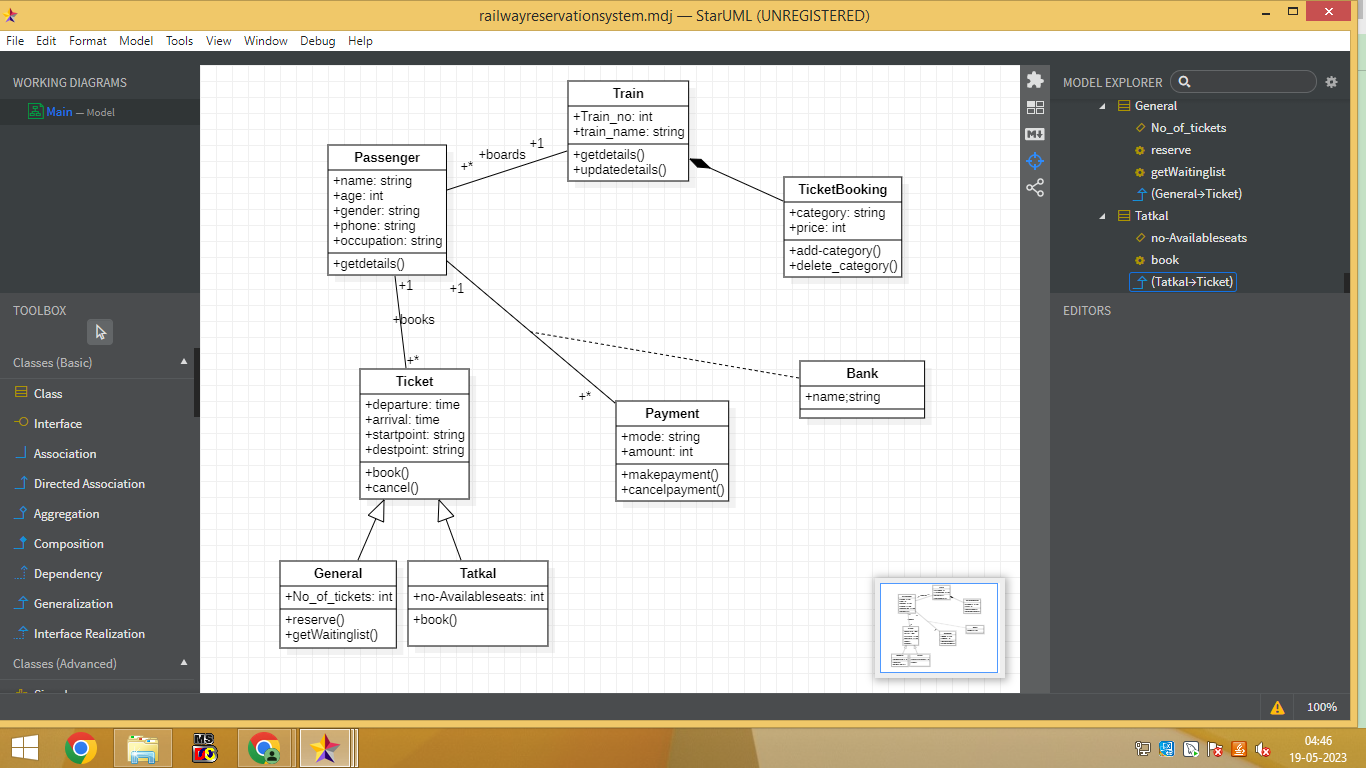 railwayreservationsystem.mdj — StarUML (UNREGISTERED)
File Edit Format Model Tools View Window Debug Help
WORKING DIAGRAMS
Main — Model
TOOLBOX
Classes (Basic)
Class
Interface
Association
Directed Association
Aggregation
Composition
Dependency
Generalization
Interface Realization
Classes (Advanced)
Train
+Train_no: int
+train_name: string
+getdetails()
+updatedetails()
+1
+boards
+*
Passenger
+name: string
+age: int
+gender: string
+phone: string
+occupation: string
+getdetails()
TicketBooking
+category: string
+price: int
+add-category()
+delete_category()
+1
+1
+books
+*
+*
Ticket
+departure: time
+arrival: time
+startpoint: string
+destpoint: string
+book()
+cancel()
Payment
+mode: string
+amount: int
+makepayment()
+cancelpayment()
Bank
+name;string
General
+No_of_tickets: int
+reserve()
+getWaitinglist()
Tatkal
+no-Availableseats: int
+book()
MODEL EXPLORER
General
No_of_tickets
reserve
getWaitinglist
(General→Ticket)
Tatkal
no-Availableseats
book
(Tatkal→Ticket)
EDITORS
M↓
100%
MS
04:46
19-05-2023